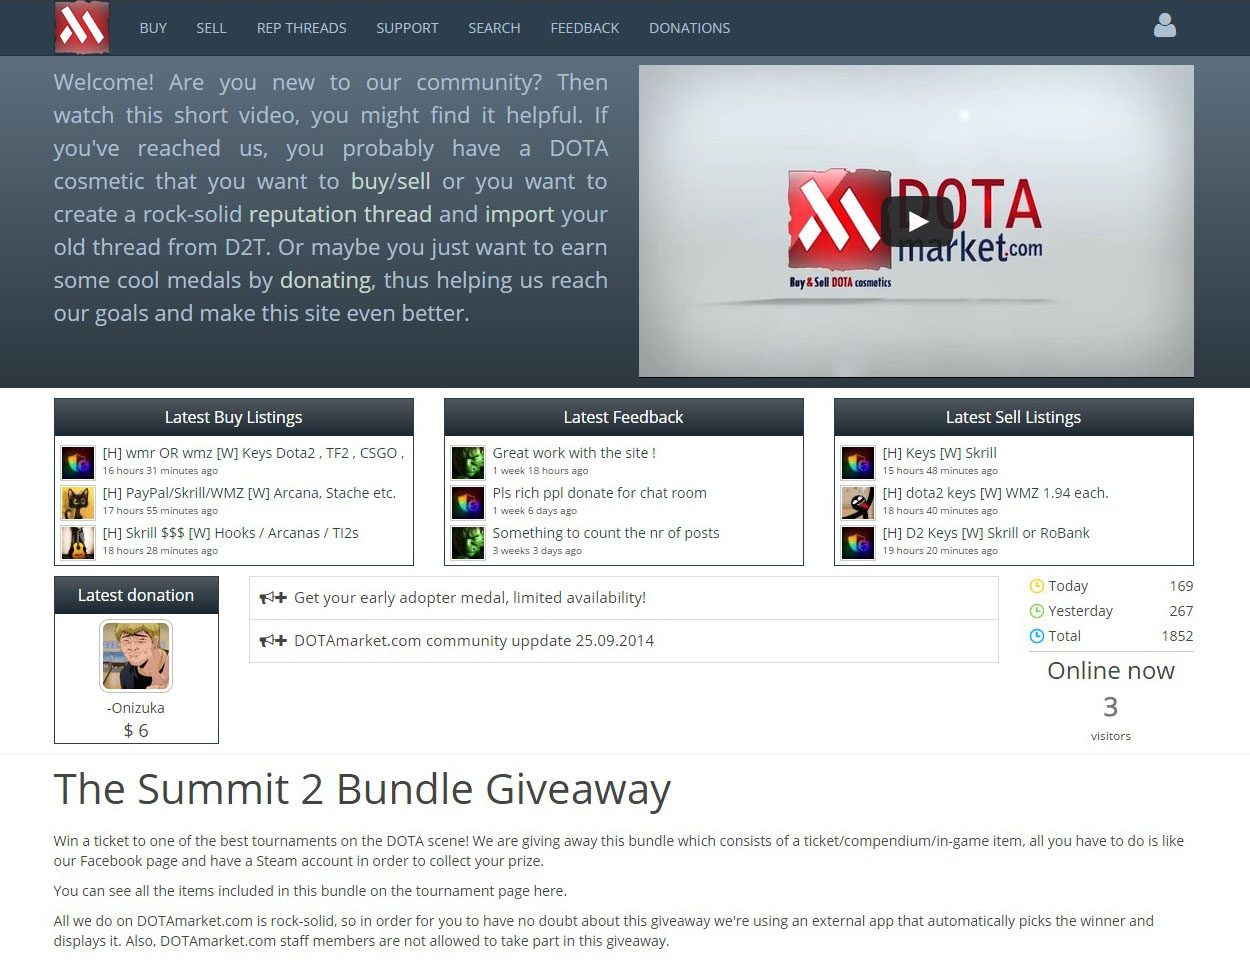 BUY SELL REP THREADS SUPPORT SEARCH FEEDBACK DONATIONS
Welcome! Are you new to our community? Then
watch this short video, you might find it helpful. If
you've reached us, you probably have a DOTA
cosmetic that you want to buy/sell or you want to
create a rock-solid reputation thread and import your
old thread from D2T. Or maybe you just want to earn
some cool medals by donating, thus helping us reach
our goals and make this site even better.
DOTA
market.com
Buy & Sell DOTA cosmetics
Latest Buy Listings
[H] wmr OR wmz [W] Keys Dota2 , TF2 , CSGO ,
16 hours 31 minutes ago
[H] PayPal/Skrill/WMZ [W] Arcana, Stache etc.
17 hours 55 minutes ago
[H] Skrill $$$ [W] Hooks / Arcanas / TI2s
18 hours 28 minutes ago
Latest Feedback
Great work with the site !
1 week 18 hours ago
Pls rich ppl donate for chat room
1 week 6 days ago
Something to count the nr of posts
3 weeks 3 days ago
Latest Sell Listings
[H] Keys [W] Skrill
15 hours 48 minutes ago
[H] dota2 keys [W] WMZ 1.94 each.
18 hours 40 minutes ago
[H] D2 Keys [W] Skrill or RoBank
19 hours 20 minutes ago
Latest donation
-Onizuka
$ 6
Get your early adopter medal, limited availability!
DOTAmarket.com community uppdate 25.09.2014
Today 169
Yesterday 267
Total 1852
Online now
3
visitors
The Summit 2 Bundle Giveaway
Win a ticket to one of the best tournaments on the DOTA scene! We are giving away this bundle which consists of a ticket/compendium/in-game item, all you have to do is like
our Facebook page and have a Steam account in order to collect your prize.
You can see all the items included in this bundle on the tournament page here.
All we do on DOTAmarket.com is rock-solid, so in order for you to have no doubt about this giveaway we're using an external app that automatically picks the winner and
displays it. Also, DOTAmarket.com staff members are not allowed to take part in this giveaway.